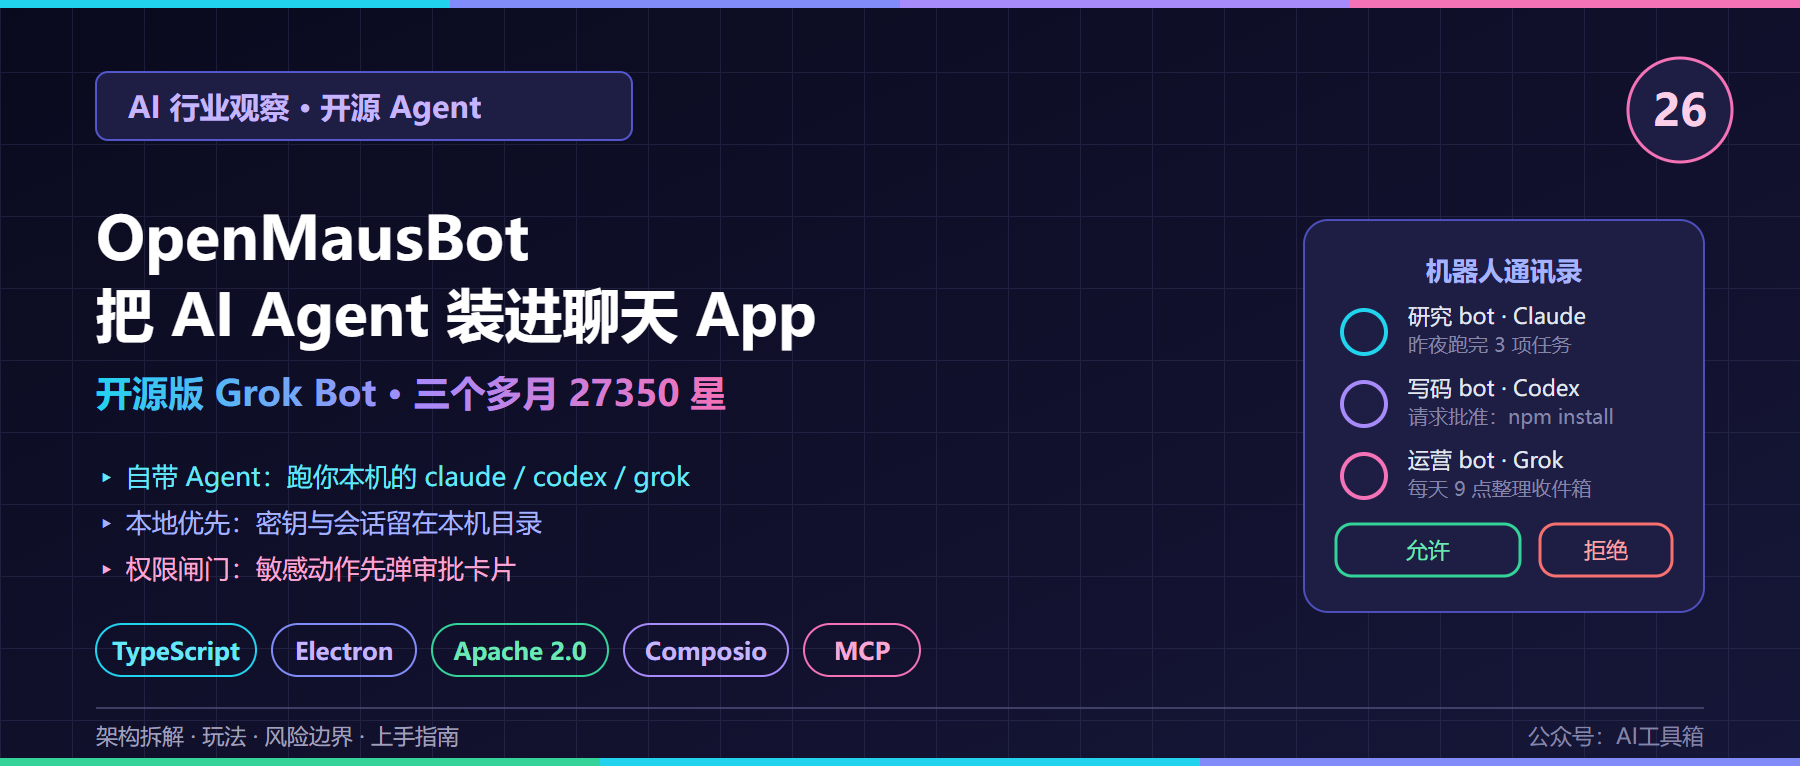 AI 行业观察 • 开源 Agent
26
OpenMausBot
把 AI Agent 装进聊天 App
开源版 Grok Bot • 三个多月 27350 星
▸ 自带 Agent：跑你本机的 claude / codex / grok
▸ 本地优先：密钥与会话留在本机目录
▸ 权限闸门：敏感动作先弹审批卡片
TypeScript Electron Apache 2.0 Composio MCP
机器人通讯录
研究 bot · Claude
昨夜跑完 3 项任务
写码 bot · Codex
请求批准：npm install
运营 bot · Grok
每天 9 点整理收件箱
允许 拒绝
架构拆解 · 玩法 · 风险边界 · 上手指南
公众号：AI工具箱